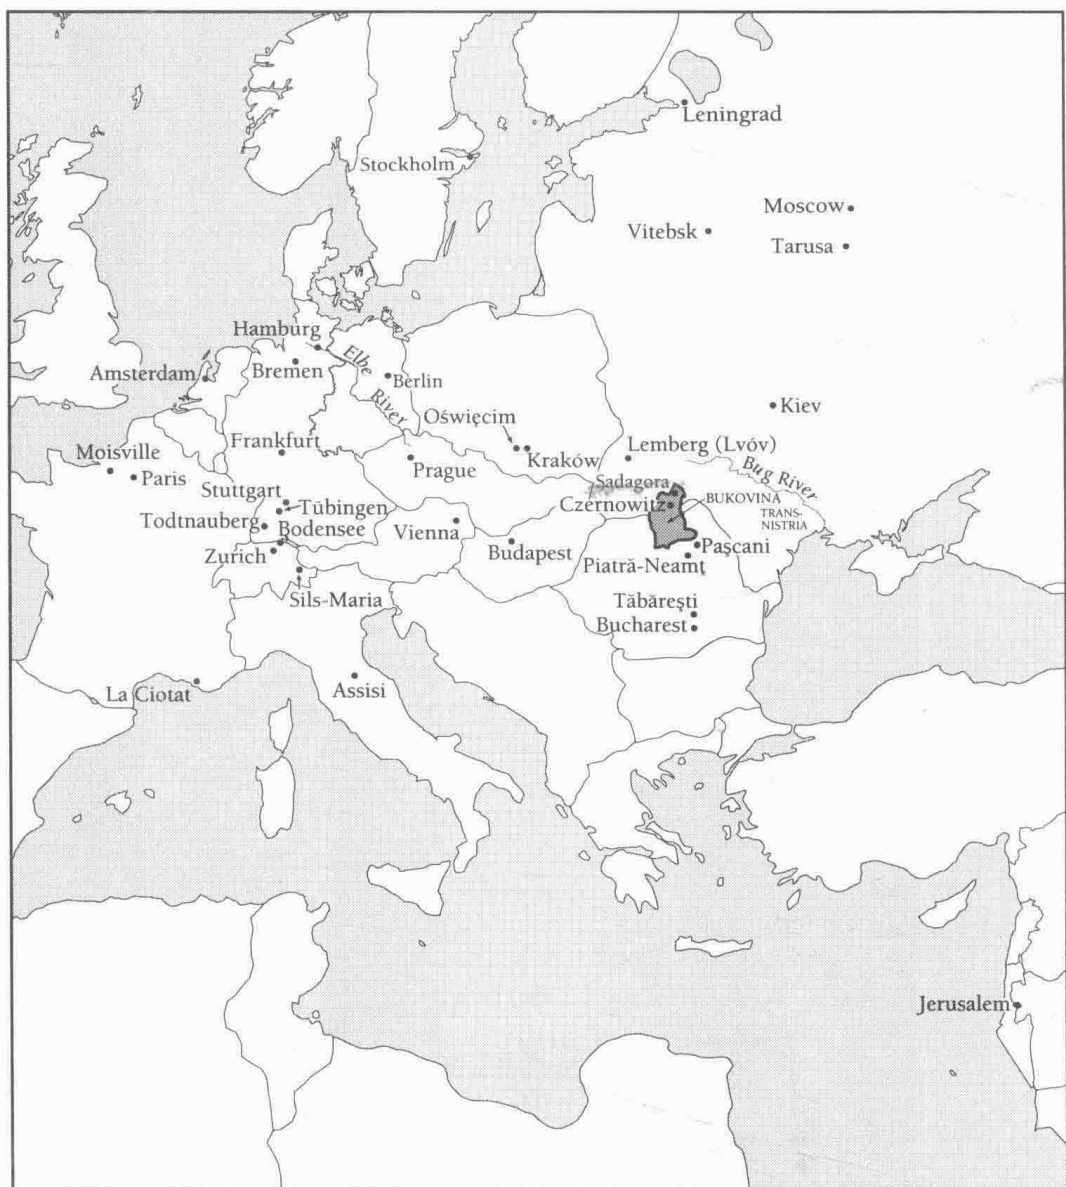 Leningrad
Stockholm
Moscow
Vitebsk
Tarusa
Hamburg
Elbe
River
Amsterdam
Bremen
Berlin
Oświęcim
Kiev
Moisville
Frankfurt
Lemberg (Lvóv)
Paris
Prague
Kraków
Bug River
Stuttgart
Sadagora
Tübingen
Czernowitz
BUKOVINA
TRANS-
NISTRIA
Todtnauberg
Bodensee
Vienna
Zurich
Budapest
Paşcani
Piatră-Neamţ
Sils-Maria
Tăbăreşti
Bucharest
La Ciotat
Assisi
Jerusalem